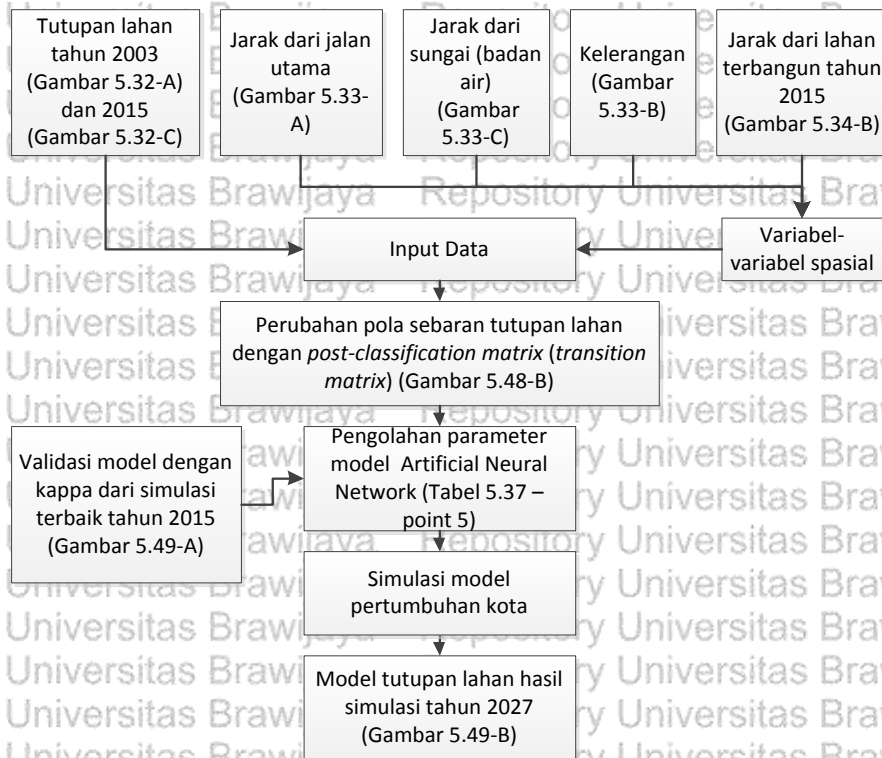 Tutupan lahan
tahun 2003
(Gambar 5.32-A)
dan 2015
(Gambar 5.32-C)
Jarak dari jalan
utama
(Gambar 5.33-
A)
Jarak dari
sungai (badan
air)
(Gambar
5.33-C)
Kelerangan
(Gambar
5.33-B)
Jarak dari lahan
terbangun tahun
2015
(Gambar 5.34-B)
Input Data
Variabel-
variabel spasial
Perubahan pola sebaran tutupan lahan
dengan post-classification matrix (transition
matrix) (Gambar 5.48-B)
Validasi model dengan
kappa dari simulasi
terbaik tahun 2015
(Gambar 5.49-A)
Pengolahan parameter
model Artificial Neural
Network (Tabel 5.37 –
point 5)
Simulasi model
pertumbuhan kota
Model tutupan lahan hasil
simulasi tahun 2027
(Gambar 5.49-B)
Universitas Brawijaya Repository Universitas Bra